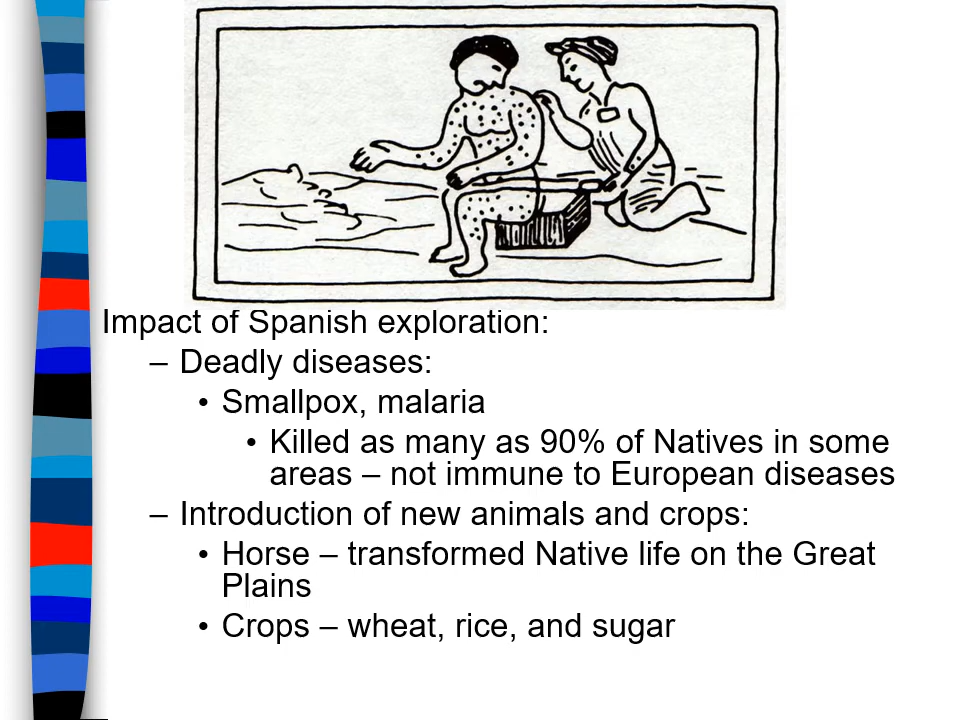 Impact of Spanish exploration:
– Deadly diseases:
• Smallpox, malaria
• Killed as many as 90% of Natives in some
areas – not immune to European diseases
– Introduction of new animals and crops:
• Horse – transformed Native life on the Great
Plains
• Crops – wheat, rice, and sugar